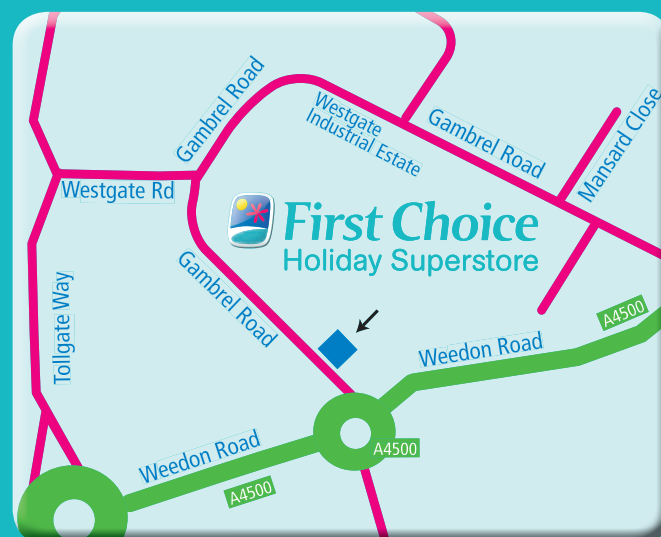 Gambrel Road
Westgate
Industrial Estate
Gambrel Road
Mansard Close
Westgate Rd
First Choice
Holiday Superstore
Gambrel Road
Tollgate Way
A4500
Weedon Road
Weedon Road
A4500
A4500